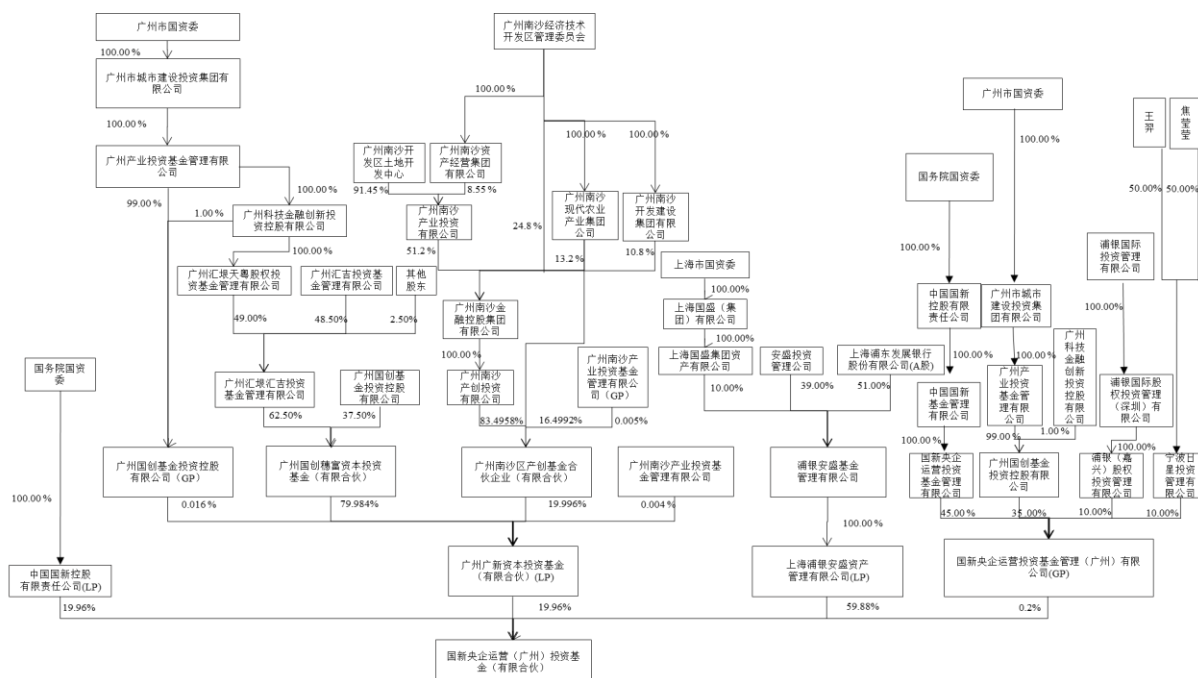 广州市国资委
广州南沙经济技术
开发区管理委员会
100.00 %
广州市城市建设投资集团有
限公司
100.00 %
100.00 %
广州市国资委
王羿
焦莹莹
100.00 %
100.00 %
100.00 %
广州产业投资基金管理有限公
司
广州南沙开
发区土地开
发中心
广州南沙资
产经营集团
有限公司
国务院国资委
50.00%
50.00%
99.00 %
100.00 %
91.45 %
8.55 %
1.00 %
广州科技金融创新投
资控股有限公司
广州南沙
产业投资有
限公司
24.8 %
广州南沙
现代农业
产业集团
公司
广州南沙
开发建设
集团有限公
司
浦银国际
投资管理
有限公司
100.00 %
51.2 %
13.2 %
10.8 %
100.00 %
广州汇垠天粤股权投
资基金管理有限公司
广州汇吉投资基
金管理有限公司
其他
股东
上海市国资委
100.00%
中国国新
控股有限
责任公司
广州市城市
建设投资集
团有限公司
100.00%
49.00%
48.50 %
2.50 %
广州南沙金
融控股集团
有限公司
上海国盛（集
团）有限公司
100.00%
国务院国资
委
100.00 %
广州南沙产
业投资基金
管理有限公
司（GP）
上海国盛集团资
产有限公司
安盛投资
管理公司
上海浦东发展银行
股份有限公司(A股)
100.00%
100.00 %
广州
科技
金融
创新
投资
控股
有限
公司
广州汇垠汇吉投资
基金管理有限公司
广州国创基
金投资控股
有限公司
广州南沙
产创投资有
限公司
10.00%
39.00%
51.00%
中国国新
基金管理
有限公司
广州产
业投资
基金管
理有限
公司
浦银国际股
权投资管理
（深圳）有
限公司
62.50%
37.50%
83.4958%
16.4992%
0.005%
100.00 %
99.00 %
1.00 %
100.00%
广州国创基金投资控股
有限公司（GP）
广州国创穗富资本投资
基金（有限合伙）
广州南沙区产创基金合
伙企业（有限合伙）
广州南沙产业投资基
金管理有限公司
浦银安盛基金
管理有限公司
国新央企
运营投资
基金管理
有限公司
广州国创基金
投资控股有限
公司
浦银（嘉
兴）股权
投资管理
有限公司
宁波日
星投资
管理有
限公司
100.00 %
0.016 %
79.984%
19.996%
0.004 %
45.00%
35.00%
10.00%
10.00%
100.00 %
中国国新控股
有限责任公司(LP)
广州广新资本投资基金
（有限合伙）(LP)
上海浦银安盛资产
管理有限公司(LP)
国新央企运营投资基金管理（广州）有限
公司(GP)
19.96%
19.96%
59.88%
0.2%
国新央企运营（广州）投资基
金（有限合伙）